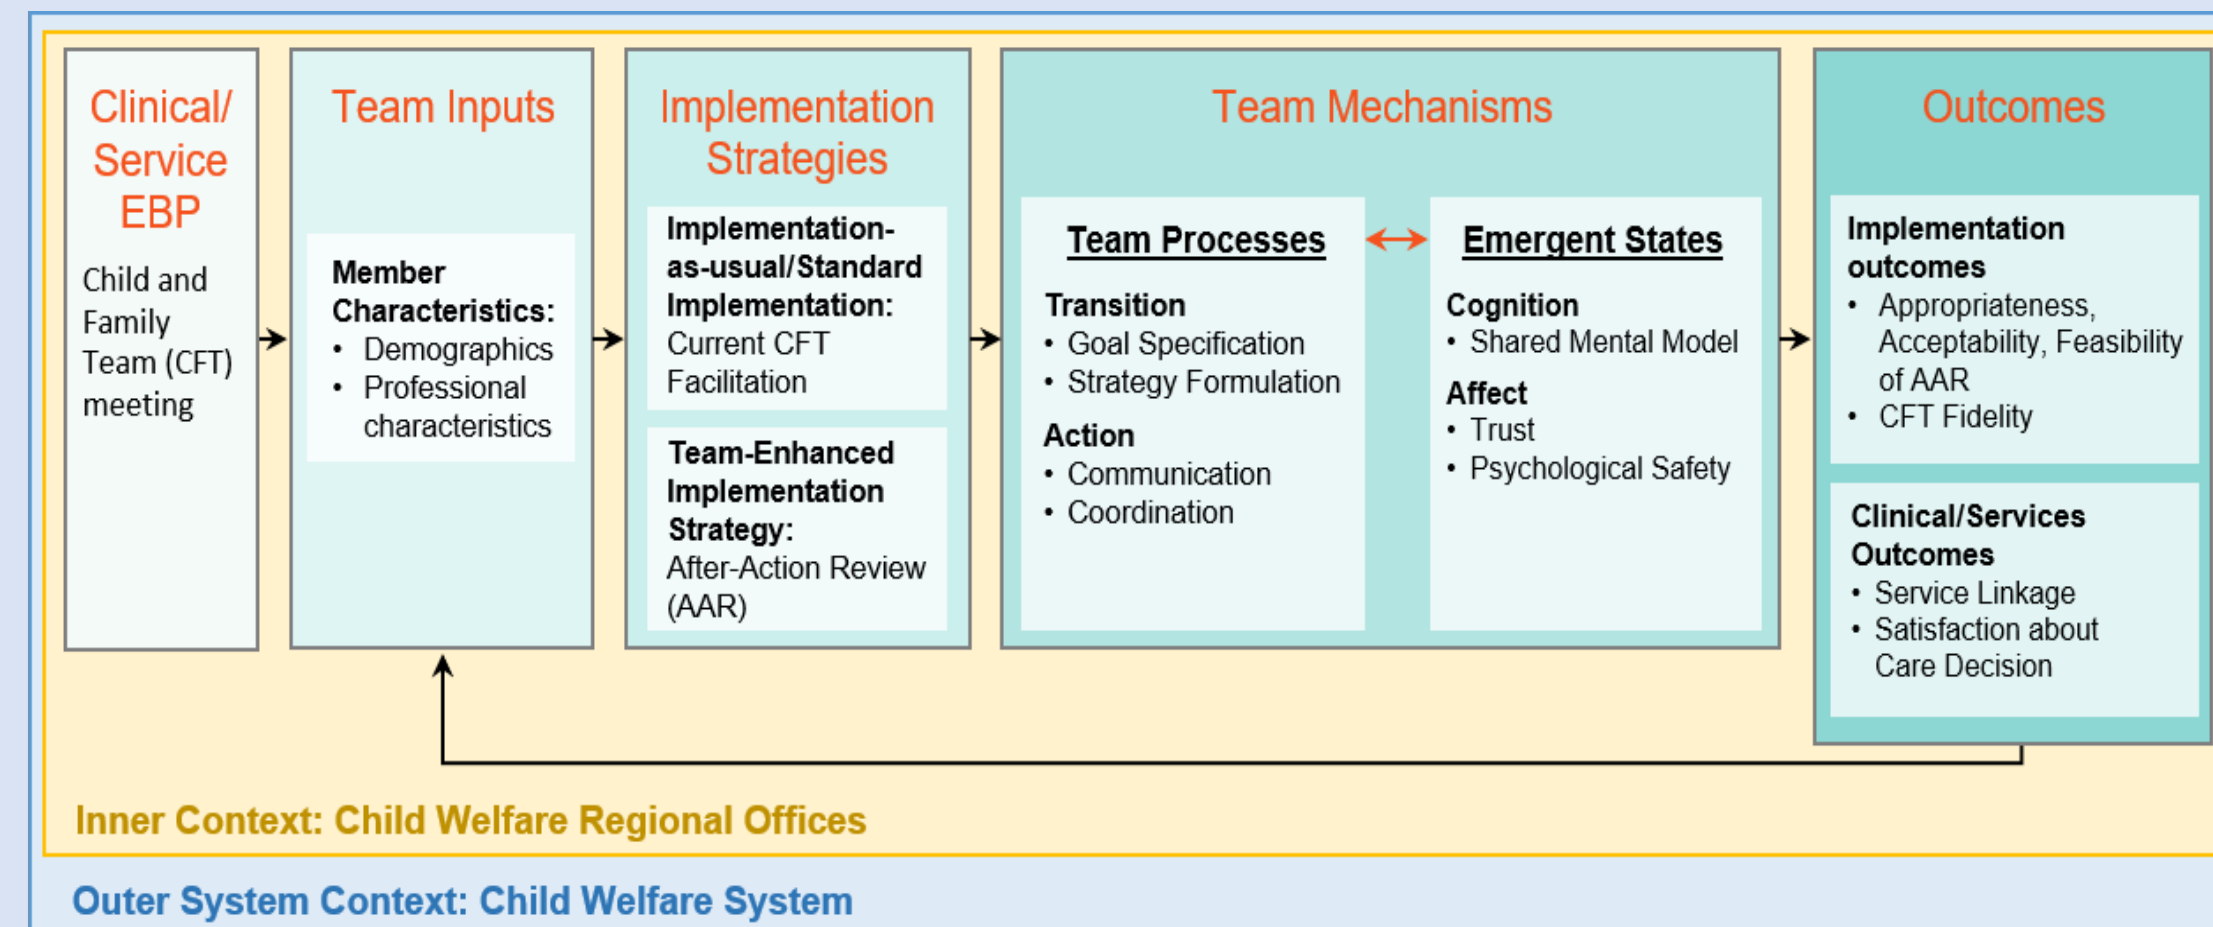 Clinical/
Service
EBP
Child and
Family
Team (CFT)
meeting
Team Inputs
Member
Characteristics:
• Demographics
• Professional
characteristics
Implementation
Strategies
Implementation-
as-usual/Standard
Implementation:
Current CFT
Facilitation
Team-Enhanced
Implementation
Strategy:
After-Action Review
(AAR)
Team Mechanisms
Team Processes
Transition
• Goal Specification
• Strategy Formulation
Action
• Communication
• Coordination
Emergent States
Cognition
• Shared Mental Model
Affect
• Trust
• Psychological Safety
Outcomes
Implementation
outcomes
• Appropriateness,
Acceptability, Feasibility
of AAR
• CFT Fidelity
Clinical/Services
Outcomes
• Service Linkage
• Satisfaction about
Care Decision
Inner Context: Child Welfare Regional Offices
Outer System Context: Child Welfare System